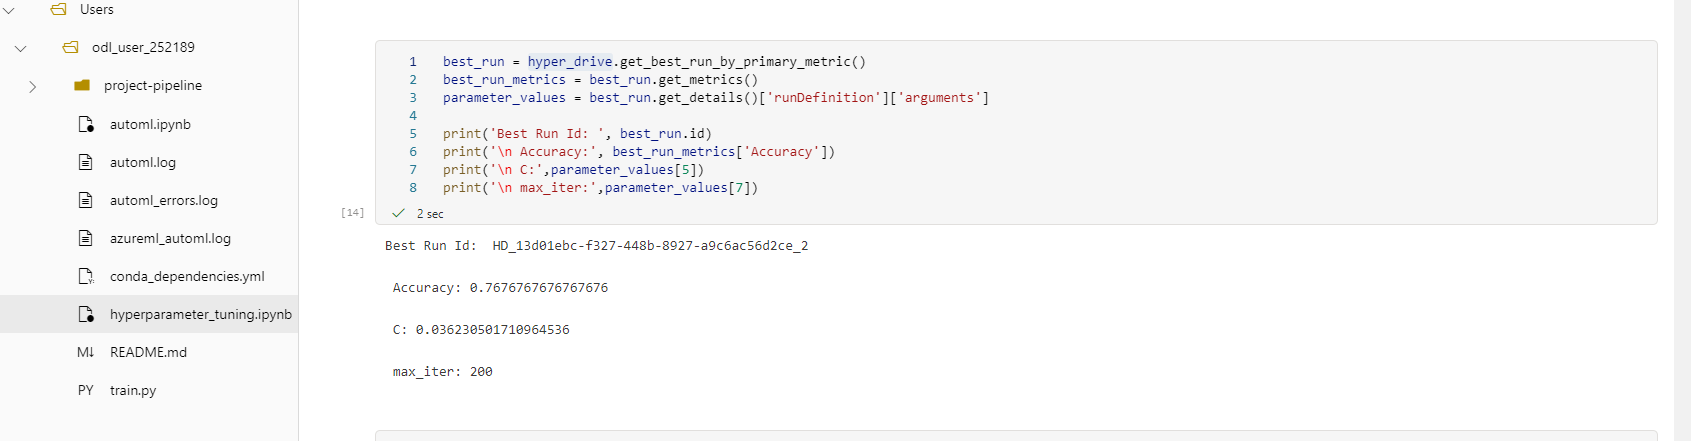 Users
odl_user_252189
project-pipeline
automl.ipynb
automl.log
automl_errors.log
azureml_automl.log
conda_dependencies.yml
hyperparameter_tuning.ipynb
M↓ README.md
PY train.py
1 best_run = hyper_drive.get_best_run_by_primary_metric()
2 best_run_metrics = best_run.get_metrics()
3 parameter_values = best_run.get_details()['runDefinition']['arguments']
4
5 print('Best Run Id: ', best_run.id)
6 print('\n Accuracy:', best_run_metrics['Accuracy'])
7 print('\n C:',parameter_values[5])
8 print('\n max_iter:',parameter_values[7])
[14] 2 sec
Best Run Id:  HD_13d01ebc-f327-448b-8927-a9c6ac56d2ce_2
Accuracy: 0.7676767676767676
C: 0.036230501710964536
max_iter: 200